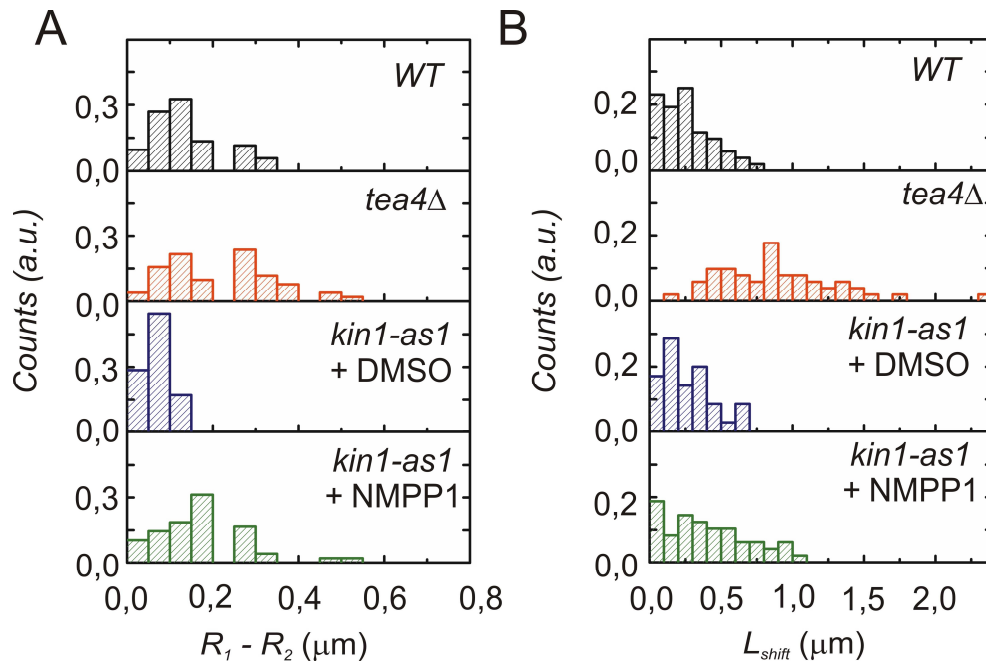 A
B
Counts (a.u.)
WT
0,3
0,0
tea4Δ
0,3
0,0
kin1-as1
+ DMSO
0,3
0,0
kin1-as1
+ NMPP1
0,3
0,0
0,0 0,2 0,4 0,6 0,8
R1 - R2 (μm)
Counts (a.u.)
WT
0,2
0,0
tea4Δ
0,2
0,0
kin1-as1
+ DMSO
0,2
0,0
kin1-as1
+ NMPP1
0,2
0,0
0,0 0,5 1,0 1,5 2,0
Lshift (μm)